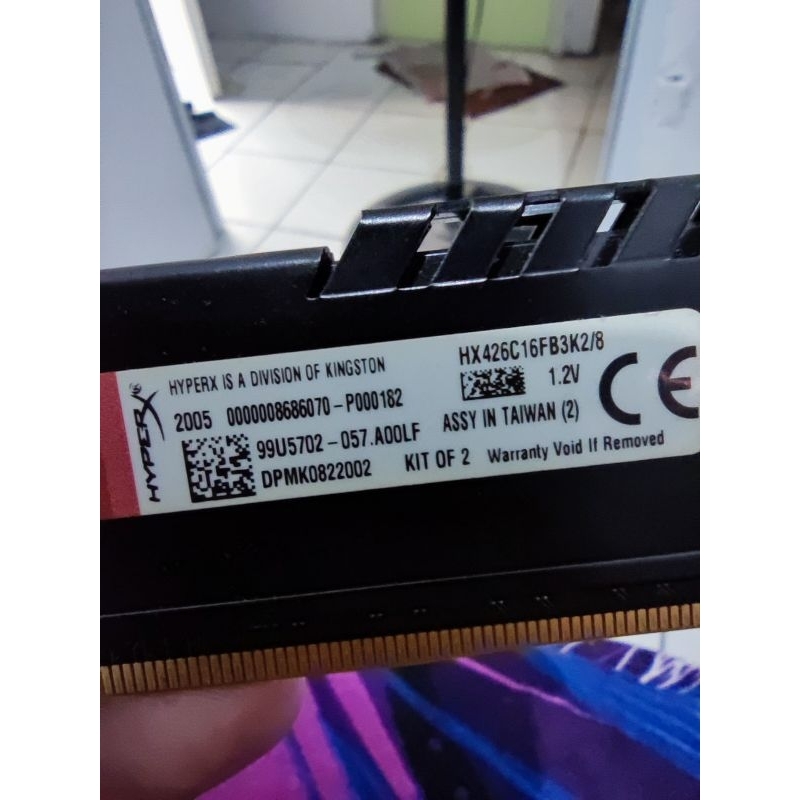 HYPERX
HYPERX IS A DIVISION OF KINGSTON
2005 0000008686070-P000182
99U5702-057.A00LF
DPMK0822002
HX426C16FB3K2/8
1.2V
ASSY IN TAIWAN (2)
KIT OF 2 Warranty Void If Removed
CE